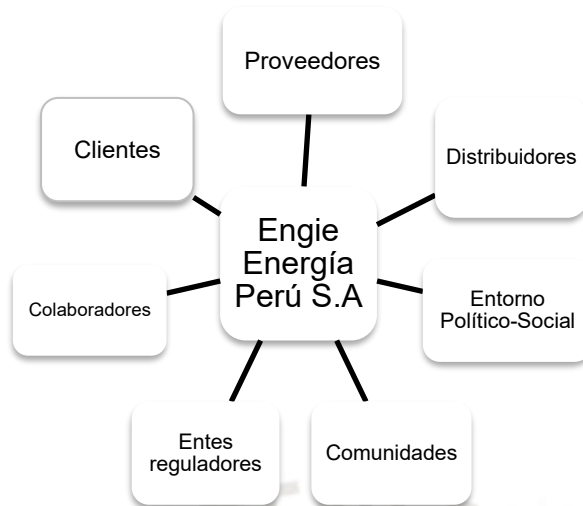 Proveedores
Clientes
Distribuidores
Engie
Energía
Perú S.A
Colaboradores
Entorno
Político-Social
Entes
reguladores
Comunidades